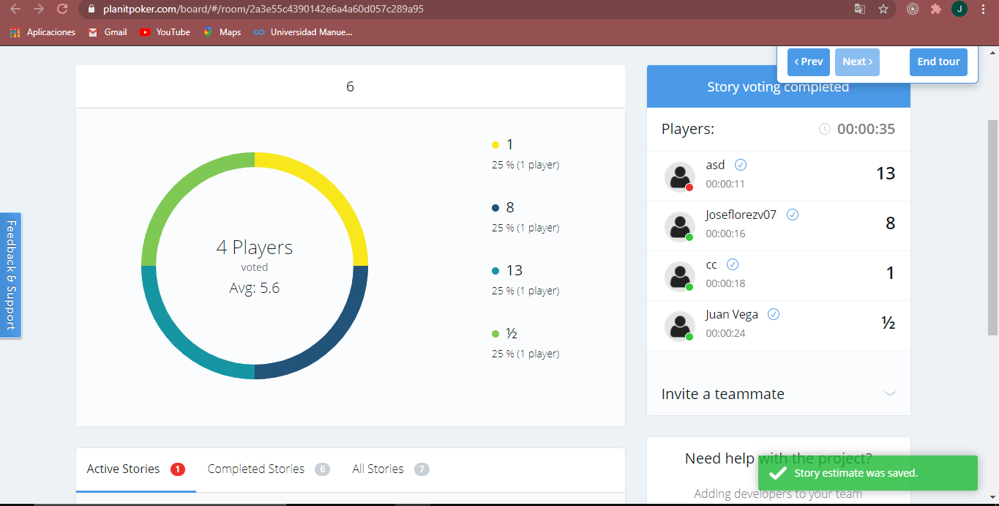 planitpoker.com/board/#/room/2a3e55c4390142e6a4a60d057c289a95
J
Aplicaciones
Gmail
YouTube
Maps
Universidad Manue...
‹ Prev
Next ›
End tour
6
4 Players
voted
Avg: 5.6
1
25 % (1 player)
8
25 % (1 player)
13
25 % (1 player)
½
25 % (1 player)
Story voting completed
Players:
00:00:35
asd
00:00:11
13
Joseflorezv07
00:00:16
8
cc
00:00:18
1
Juan Vega
00:00:24
½
Invite a teammate
Feedback & Support
Active Stories 1
Completed Stories 6
All Stories 7
Need help with the project?
Adding developers to your team
Story estimate was saved.